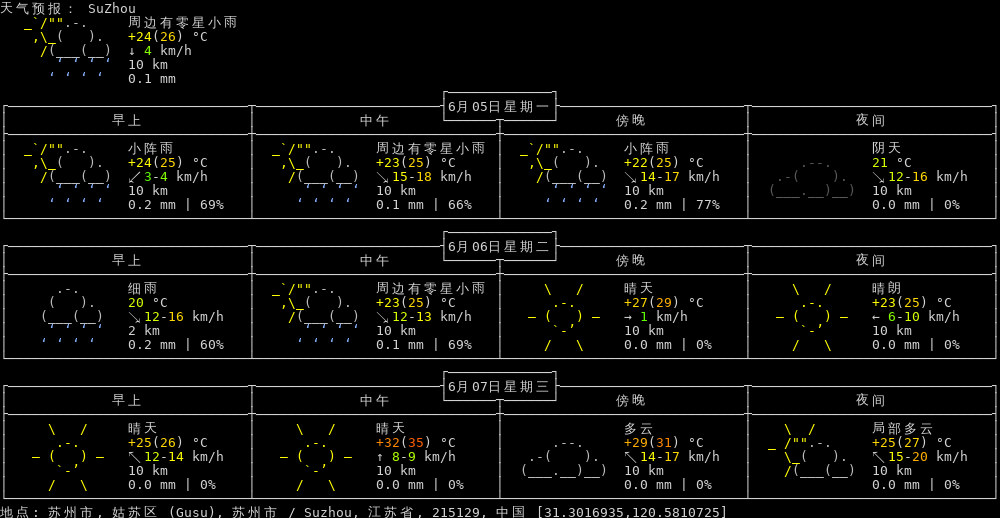 天气预报: SuZhou
周边有零星小雨
+24(26) °C
↓ 4 km/h
10 km
0.1 mm
6月05日星期一
早上 中午 傍晚 夜间
小阵雨 周边有零星小雨 小阵雨 阴天
+24(25) °C +23(25) °C +22(25) °C 21 °C
↙ 3-4 km/h ↘ 15-18 km/h ↘ 14-17 km/h ↘ 12-16 km/h
10 km 10 km 10 km 10 km
0.2 mm | 69% 0.1 mm | 66% 0.2 mm | 77% 0.0 mm | 0%
6月06日星期二
早上 中午 傍晚 夜间
细雨 周边有零星小雨 晴天 晴朗
20 °C +23(25) °C +27(29) °C +23(25) °C
↘ 12-16 km/h ↘ 12-13 km/h → 1 km/h ← 6-10 km/h
2 km 10 km 10 km 10 km
0.2 mm | 60% 0.1 mm | 69% 0.0 mm | 0% 0.0 mm | 0%
6月07日星期三
早上 中午 傍晚 夜间
晴天 晴天 多云 局部多云
+25(26) °C +32(35) °C +29(31) °C +25(27) °C
↖ 12-14 km/h ↑ 8-9 km/h ↖ 14-17 km/h ↖ 15-20 km/h
10 km 10 km 10 km 10 km
0.0 mm | 0% 0.0 mm | 0% 0.0 mm | 0% 0.0 mm | 0%
地点: 苏州市, 姑苏区 (Gusu), 苏州市 / Suzhou, 江苏省, 215129, 中国 [31.3016935,120.5810725]